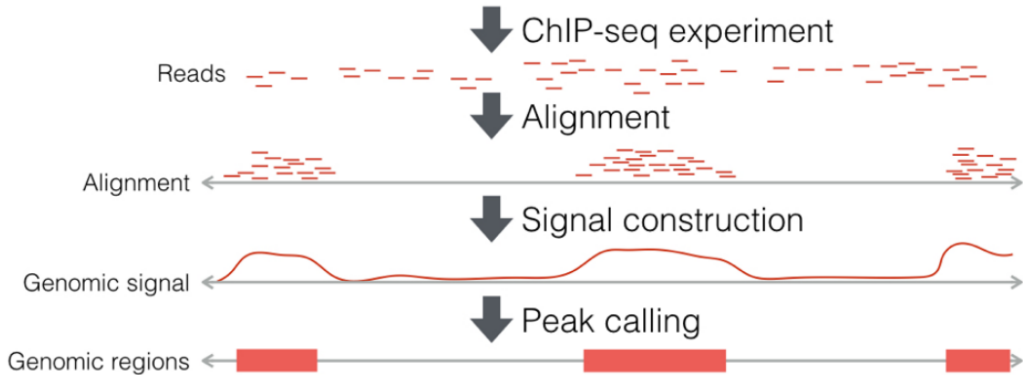 ChIP-seq experiment
Reads
Alignment
Alignment
Signal construction
Genomic signal
Peak calling
Genomic regions